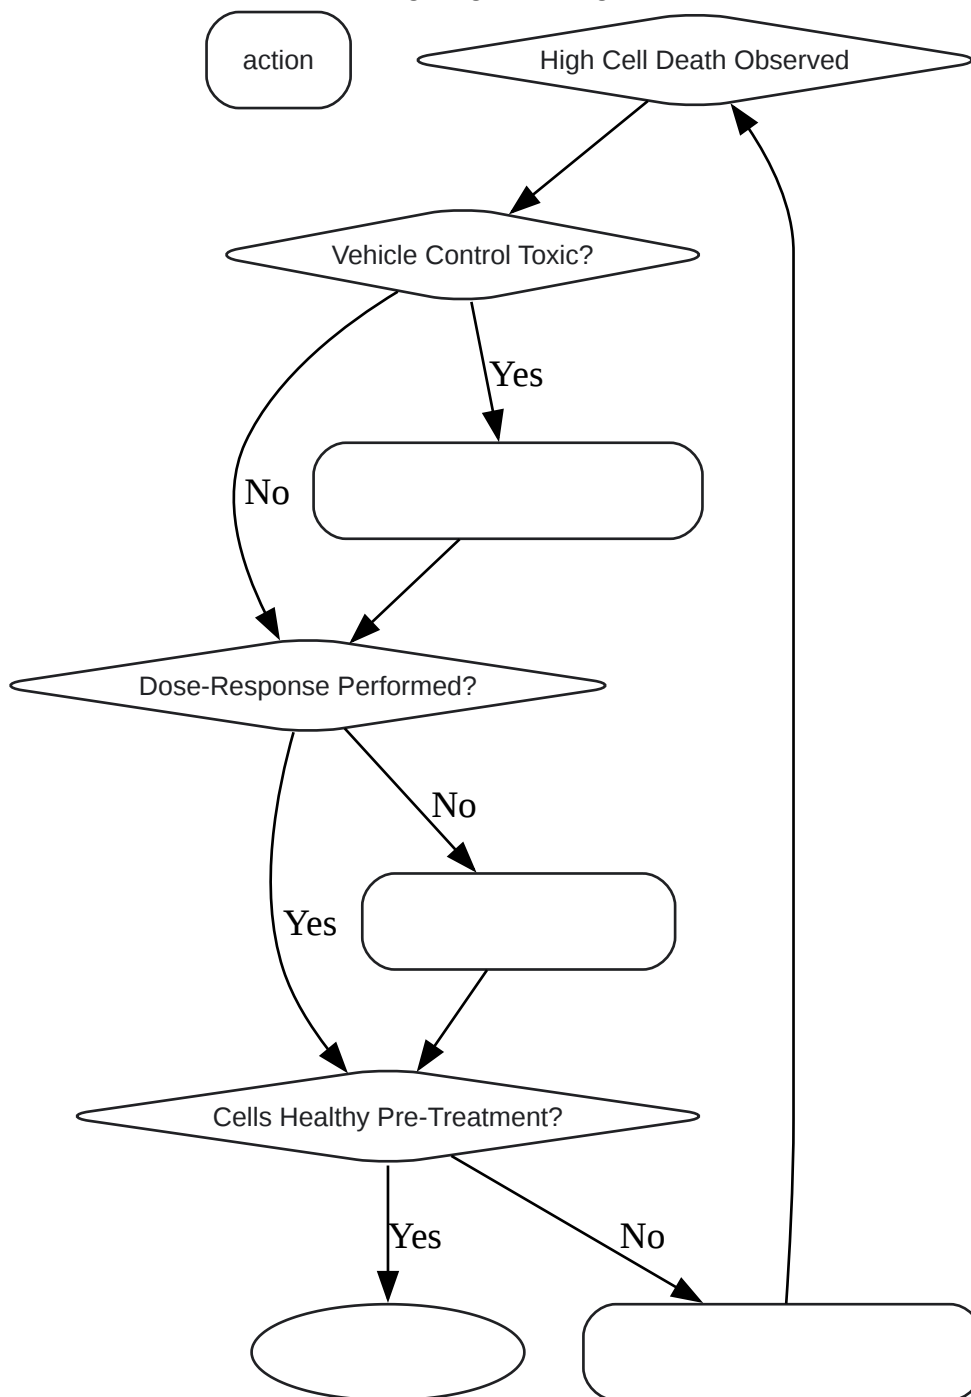 action
High Cell Death Observed
Vehicle Control Toxic?
Yes
No
Dose-Response Performed?
No
Yes
Cells Healthy Pre-Treatment?
Yes
No